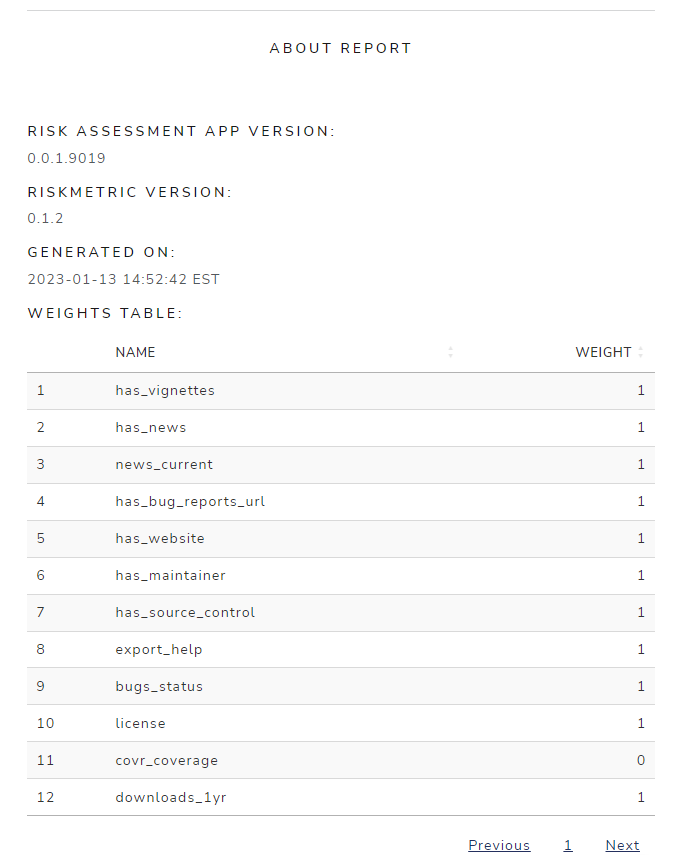 ABOUT REPORT
RISK ASSESSMENT APP VERSION:
0.0.1.9019
RISKMETRIC VERSION:
0.1.2
GENERATED ON:
2023-01-13 14:52:42 EST
WEIGHTS TABLE:
NAME WEIGHT
1 has_vignettes 1
2 has_news 1
3 news_current 1
4 has_bug_reports_url 1
5 has_website 1
6 has_maintainer 1
7 has_source_control 1
8 export_help 1
9 bugs_status 1
10 license 1
11 covr_coverage 0
12 downloads_1yr 1
Previous 1 Next